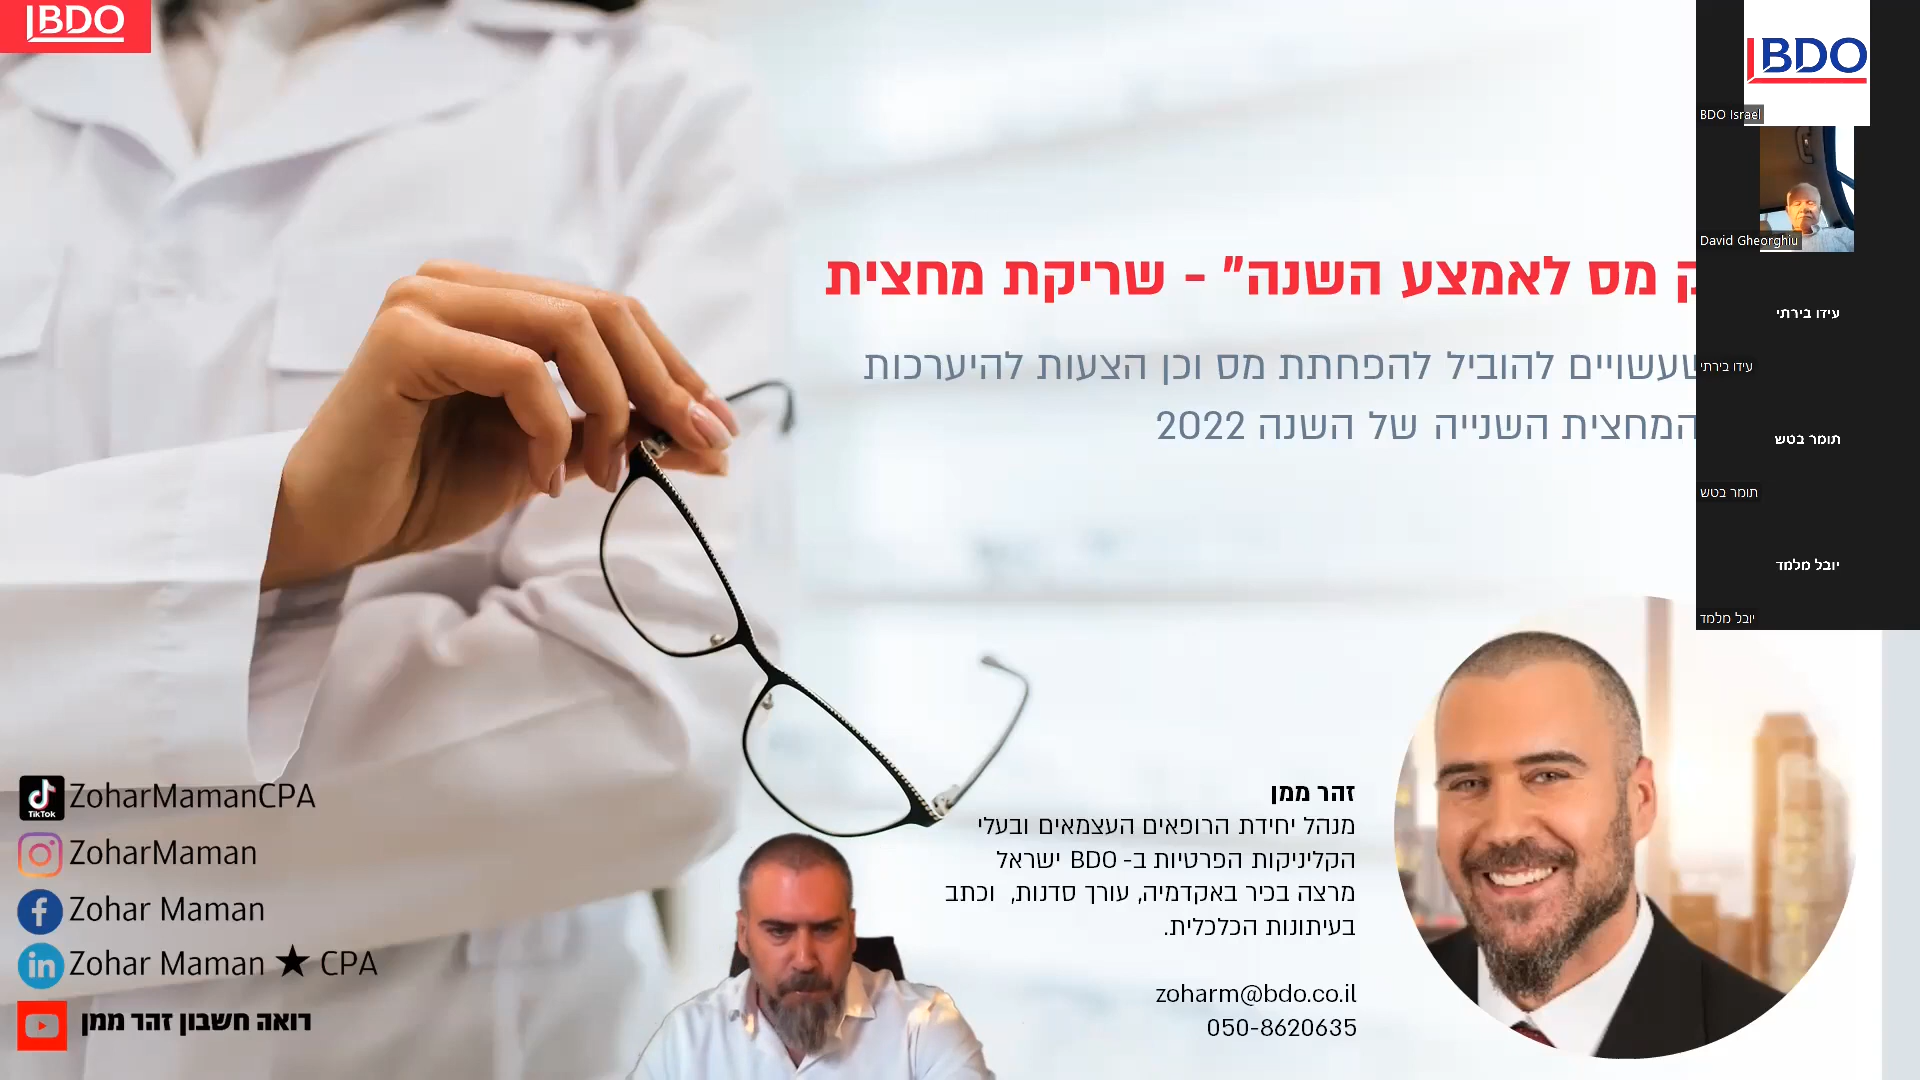 BDO
BDO
BDO Israel
David Gheorghiu
עידו בירתי
עידו בירתי
תומר בטש
תומר בטש
יובל מלמד
יובל מלמד
מס לאמצע השנה" - שריקת מחצית
שעשויים להוביל להפחתת מס וכן הצעות להיערכות
המחצית השנייה של השנה 2022
זהר ממן
מנהל יחידת הרופאים העצמאים ובעלי
הקליניקות הפרטיות ב- BDO ישראל
מרצה בכיר באקדמיה, עורך סדנות, וכתב
בעיתונות הכלכלית.
zoharm@bdo.co.il
050-8620635
TikTok
ZoharMamanCPA
ZoharMaman
Zohar Maman
in
Zohar Maman ★ CPA
רואה חשבון זהר ממן